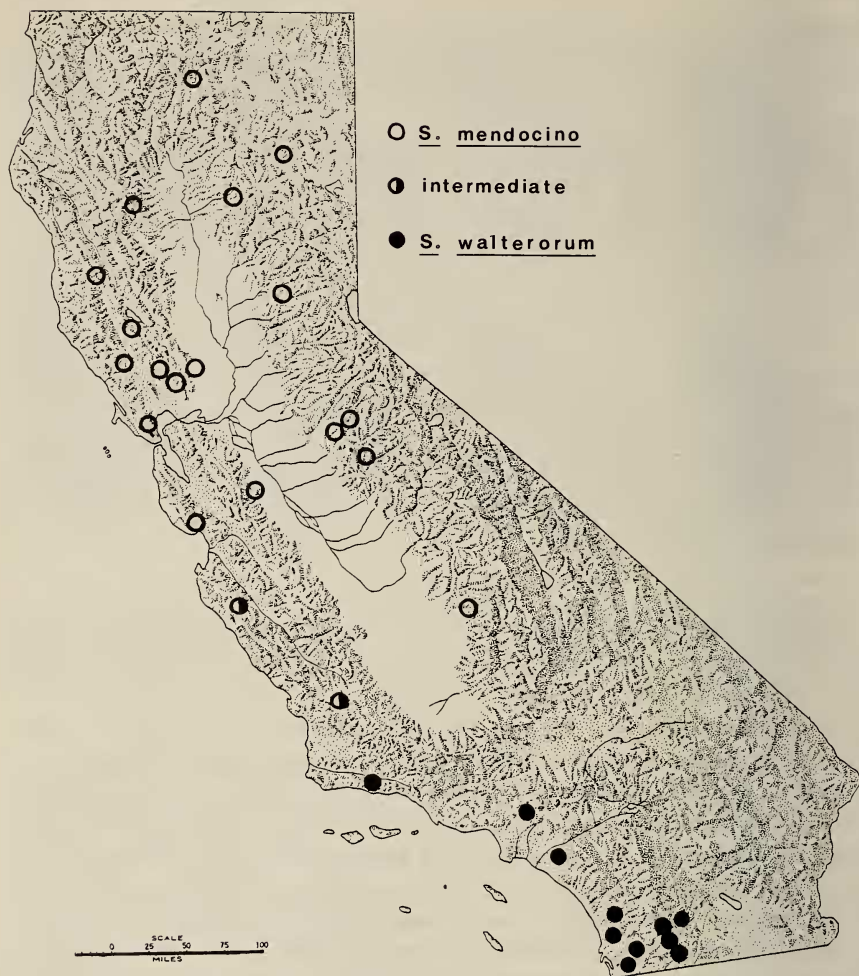 S. mendocino
intermediate
S. walterorum
SCALE
0 25 50 75 100
MILES